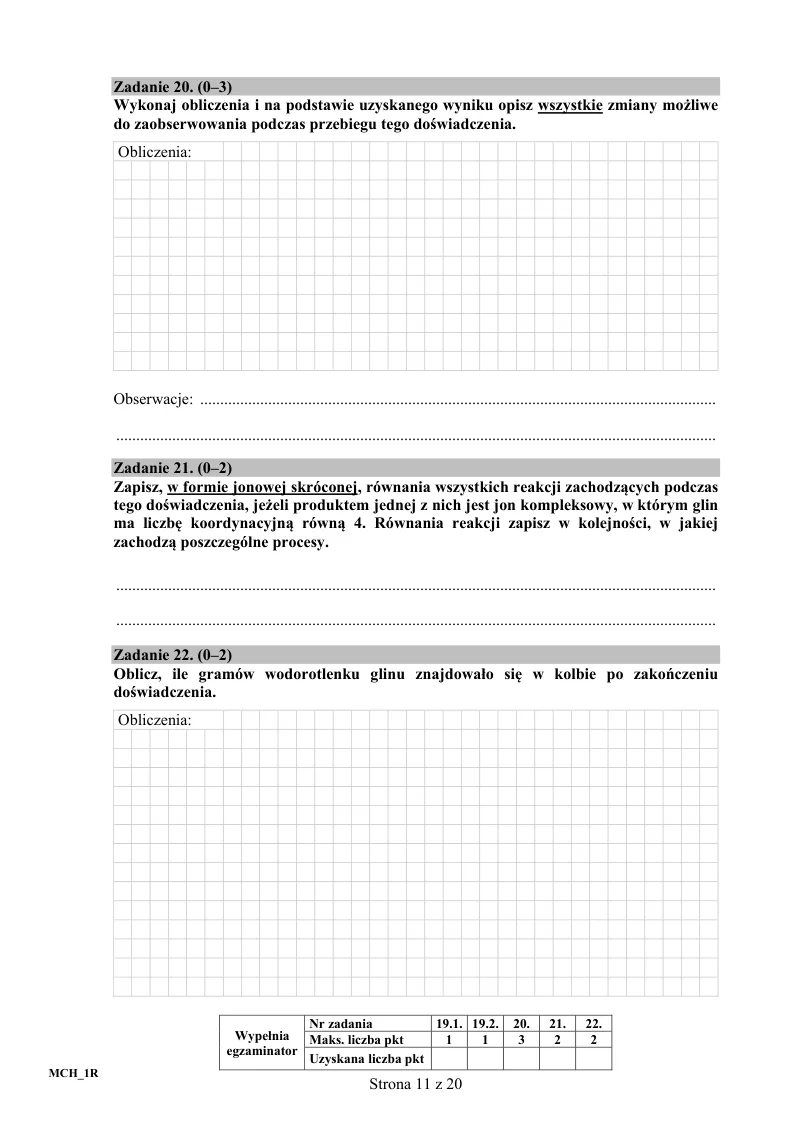 Zadanie 20. (0–3)
Wykonaj obliczenia i na podstawie uzyskanego wyniku opisz wszystkie zmiany możliwe
do zaobserwowania podczas przebiegu tego doświadczenia.
Obliczenia:
Obserwacje: ................................................................................................................................
......................................................................................................................................................
Zadanie 21. (0–2)
Zapisz, w formie jonowej skróconej, równania wszystkich reakcji zachodzących podczas
tego doświadczenia, jeżeli produktem jednej z nich jest jon kompleksowy, w którym glin
ma liczbę koordynacyjną równą 4. Równania reakcji zapisz w kolejności, w jakiej
zachodzą poszczególne procesy.
......................................................................................................................................................
......................................................................................................................................................
Zadanie 22. (0–2)
Oblicz, ile gramów wodorotlenku glinu znajdowało się w kolbie po zakończeniu
doświadczenia.
Obliczenia:
Wypełnia egzaminator
Nr zadania 19.1. 19.2. 20. 21. 22.
Maks. liczba pkt 1 1 3 2 2
Uzyskana liczba pkt
MCH_1R
Strona 11 z 20